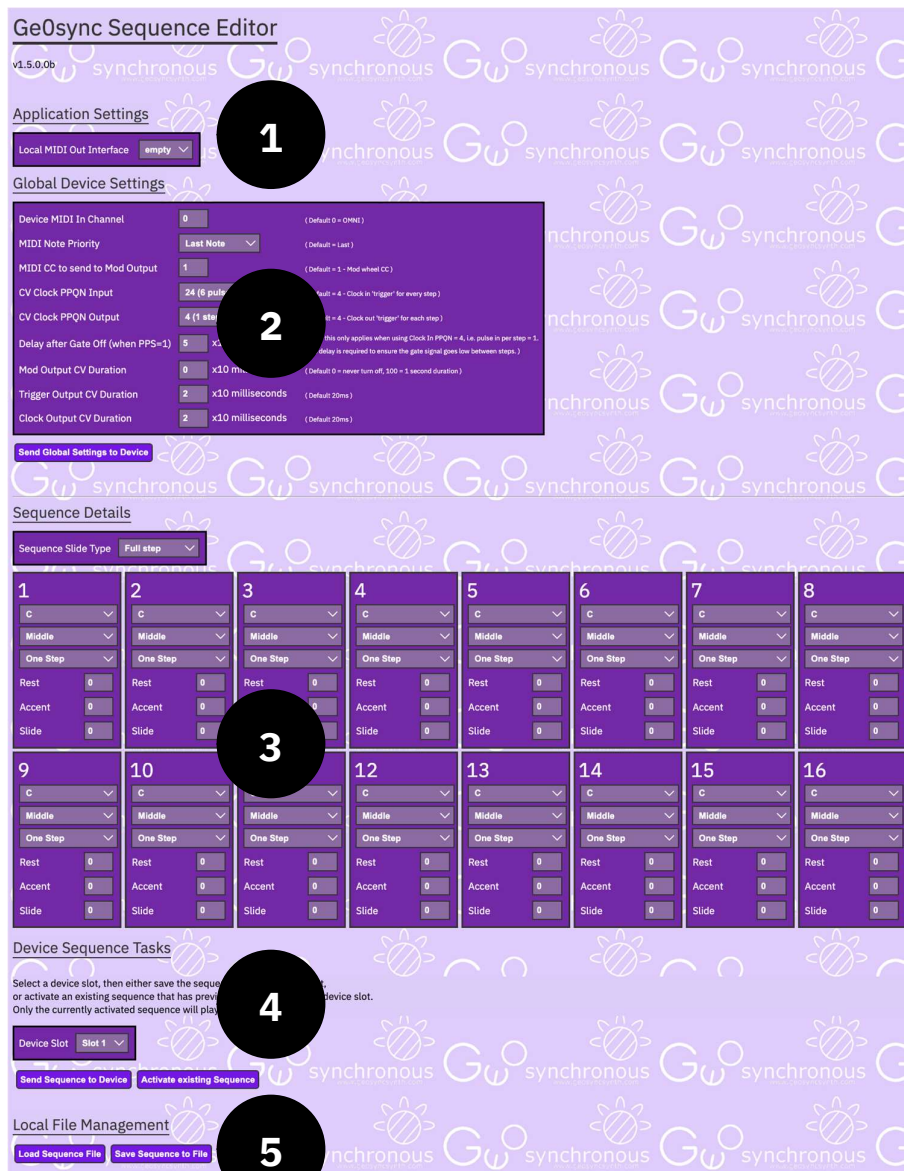 Ge0sync Sequence Editor
v1.5.0.0b
Application Settings
1
Local MIDI Out Interface empty
Global Device Settings
Device MIDI In Channel 0 ( Default 0 = OMNI )
MIDI Note Priority Last Note ( Default = Last )
MIDI CC to send to Mod Output 1 ( Default = 1 - Mod wheel CC )
CV Clock PPQN Input 24 (6 = 4 - Clock in 'trigger' for every step )
2
CV Clock PPQN Output 4 (1 = 4 - Clock out 'trigger' for each step )
Delay after Gate Off (when PPS=1) 5 this only applies when using Clock In PPQN = 4, i.e. pulse in per step = 1.
delay is required to ensure the gate signal goes low between steps. )
Mod Output CV Duration 0 x10 ( Default 0 = never turn off, 100 = 1 second duration )
Trigger Output CV Duration 2 x10 milliseconds ( Default 20ms )
Clock Output CV Duration 2 x10 milliseconds ( Default 20ms )
Send Global Settings to Device
Sequence Details
Sequence Slide Type Full step
1 2 3 4 5 6 7 8
C C C C C C C C
Middle Middle Middle Middle Middle Middle Middle Middle
One Step One Step One Step One Step One Step One Step One Step One Step
Rest 0 Rest 0 Rest 0 Rest 0 Rest 0 Rest 0 Rest 0 Rest 0
Accent 0 Accent 0 0 Accent 0 Accent 0 Accent 0 Accent 0 Accent 0
Slide 0 Slide 0 Slide 0 Slide 0 Slide 0 Slide 0 Slide 0
3
9 10 12 13 14 15 16
C C C C C C C
Middle Middle Middle Middle Middle Middle Middle Middle
One Step One Step One Step One Step One Step One Step One Step One Step
Rest 0 Rest 0 Rest 0 Rest 0 Rest 0 Rest 0 Rest 0 Rest 0
Accent 0 Accent 0 Accent 0 Accent 0 Accent 0 Accent 0 Accent 0 Accent 0
Slide 0 Slide 0 Slide 0 Slide 0 Slide 0 Slide 0 Slide 0 Slide 0
Device Sequence Tasks
Select a device slot, then either save the
or activate an existing sequence that has device slot.
Only the currently activated sequence will
4
Device Slot Slot 1
Send Sequence to Device Activate existing Sequence
Local File Management
Load Sequence File Save Sequence to File
5